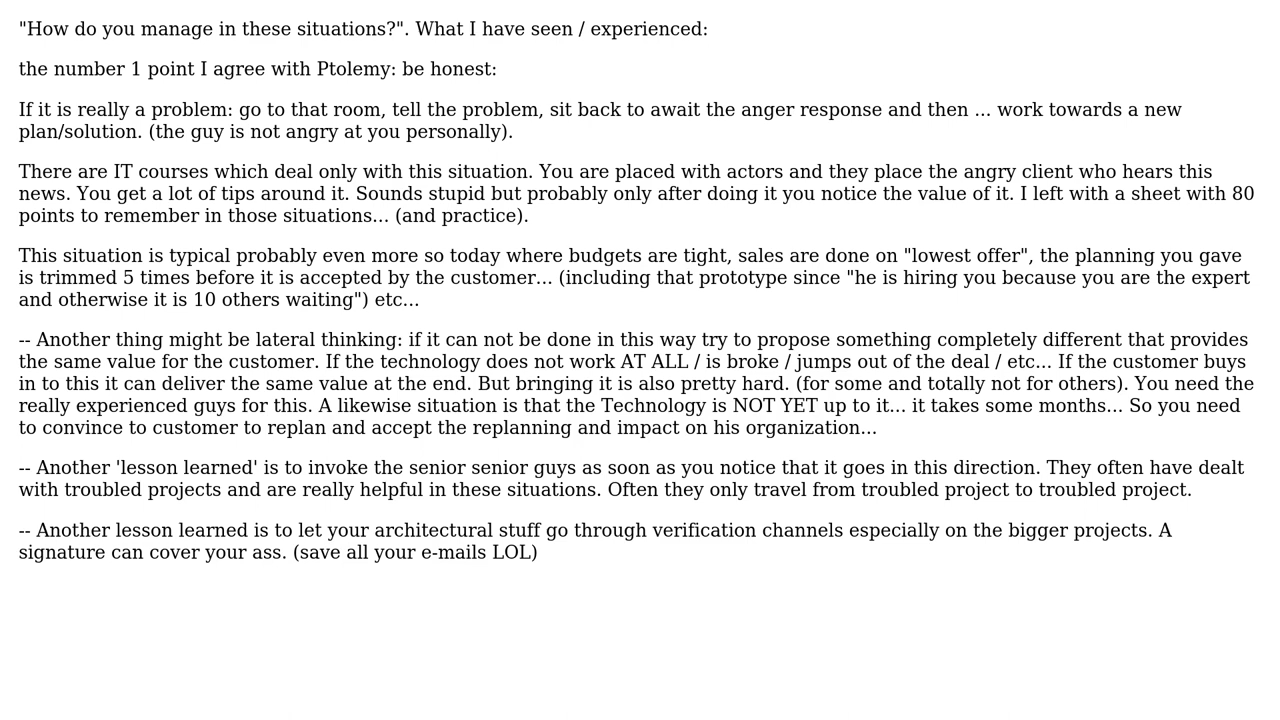 "How do you manage in these situations?". What I have seen / experienced:
the number 1 point I agree with Ptolemy: be honest:
If it is really a problem: go to that room, tell the problem, sit back to await the anger response and then ... work towards a new
plan/solution. (the guy is not angry at you personally).
There are IT courses which deal only with this situation. You are placed with actors and they place the angry client who hears this
news. You get a lot of tips around it. Sounds stupid but probably only after doing it you notice the value of it. I left with a sheet with 80
points to remember in those situations... (and practice).
This situation is typical probably even more so today where budgets are tight, sales are done on "lowest offer", the planning you gave
is trimmed 5 times before it is accepted by the customer... (including that prototype since "he is hiring you because you are the expert
and otherwise it is 10 others waiting") etc...
-- Another thing might be lateral thinking: if it can not be done in this way try to propose something completely different that provides
the same value for the customer. If the technology does not work AT ALL / is broke / jumps out of the deal / etc... If the customer buys
in to this it can deliver the same value at the end. But bringing it is also pretty hard. (for some and totally not for others). You need the
really experienced guys for this. A likewise situation is that the Technology is NOT YET up to it... it takes some months... So you need
to convince to customer to replan and accept the replanning and impact on his organization...
-- Another 'lesson learned' is to invoke the senior senior guys as soon as you notice that it goes in this direction. They often have dealt
with troubled projects and are really helpful in these situations. Often they only travel from troubled project to troubled project.
-- Another lesson learned is to let your architectural stuff go through verification channels especially on the bigger projects. A
signature can cover your ass. (save all your e-mails LOL)